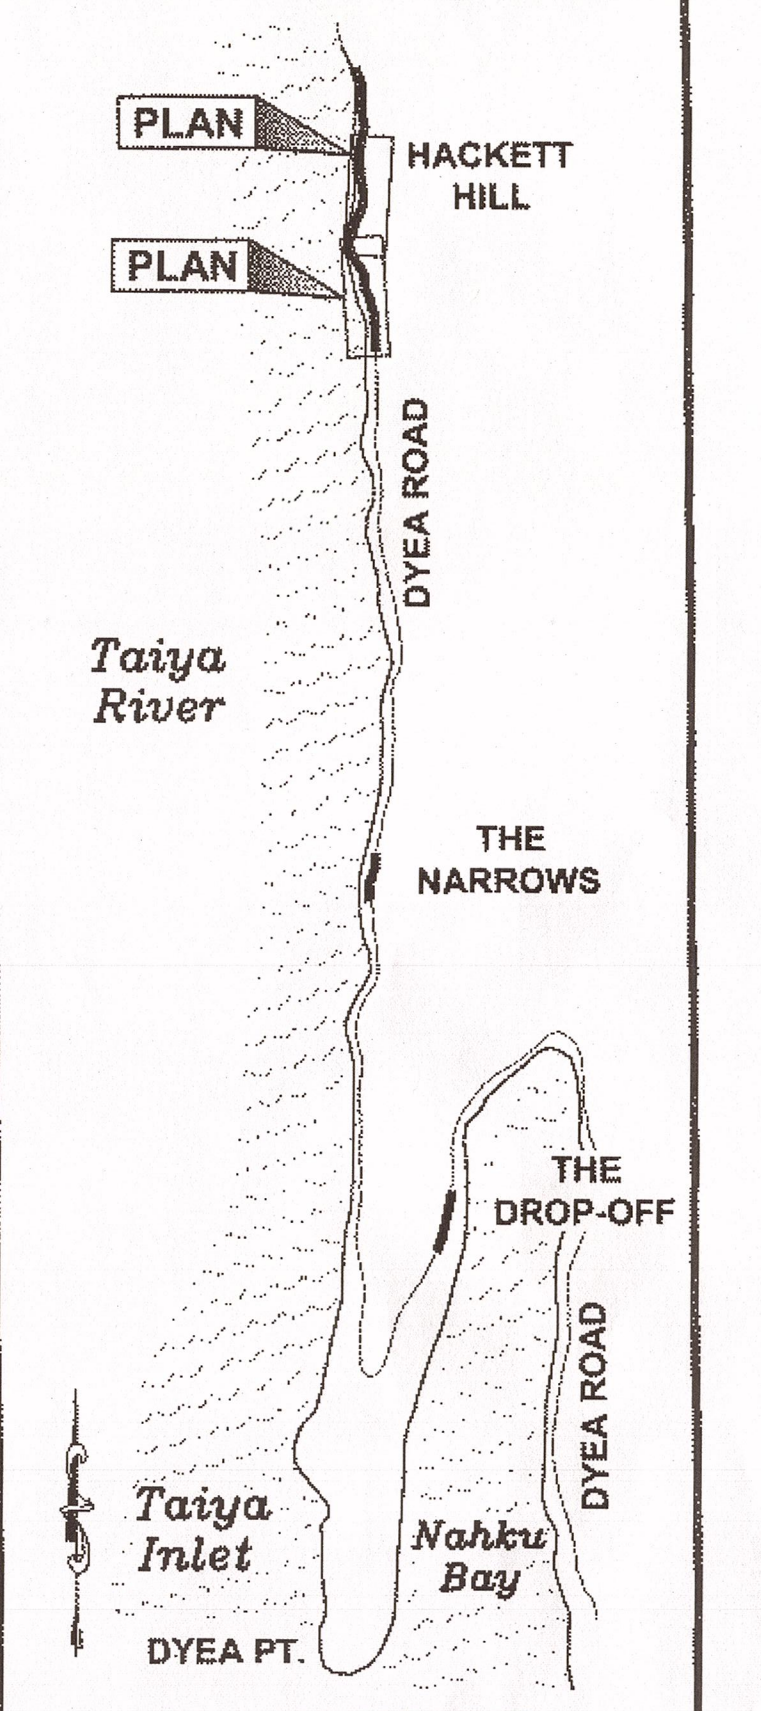 PLAN
HACKETT
HILL
PLAN
DYEA ROAD
Taiya
River
THE
NARROWS
THE
DROP-OFF
DYEA ROAD
Taiya
Inlet
Nahku
Bay
DYEA PT.